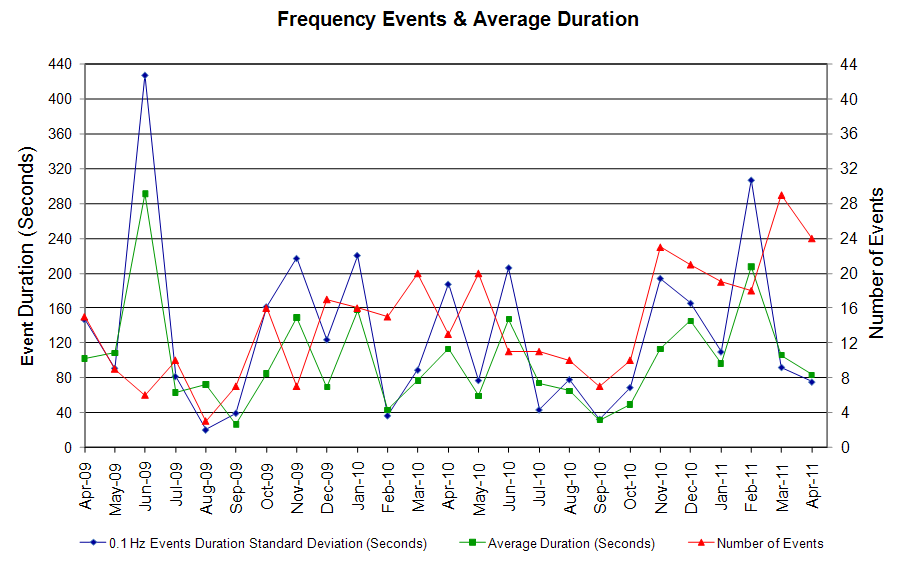 Frequency Events & Average Duration
440
400
360
320
280
240
200
160
120
80
40
0
Event Duration (Seconds)
44
40
36
32
28
24
20
16
12
8
4
0
Number of Events
Apr-09
May-09
Jun-09
Jul-09
Aug-09
Sep-09
Oct-09
Nov-09
Dec-09
Jan-10
Feb-10
Mar-10
Apr-10
May-10
Jun-10
Jul-10
Aug-10
Sep-10
Oct-10
Nov-10
Dec-10
Jan-11
Feb-11
Mar-11
Apr-11
0.1 Hz Events Duration Standard Deviation (Seconds)
Average Duration (Seconds)
Number of Events